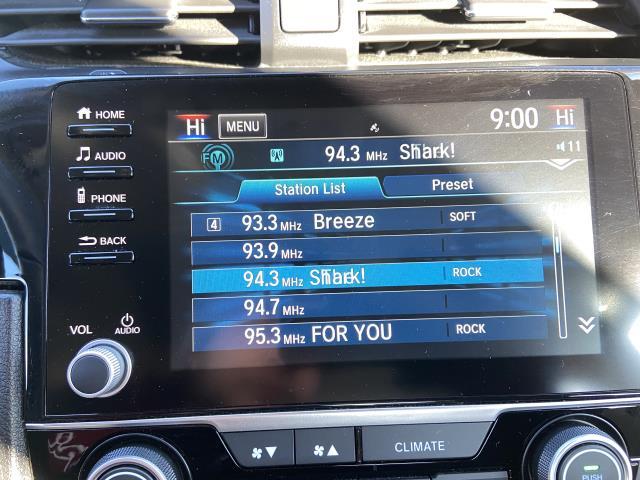 HOME
AUDIO
PHONE
BACK
VOL AUDIO
Hi MENU 9:00 Hi
FM 94.3 MHz Shark! 11
Station List Preset
4 93.3 MHz Breeze SOFT
93.9 MHz
94.3 MHz ROCK
94.7 MHz
95.3 MHz FOR YOU ROCK
CLIMATE
PUSH